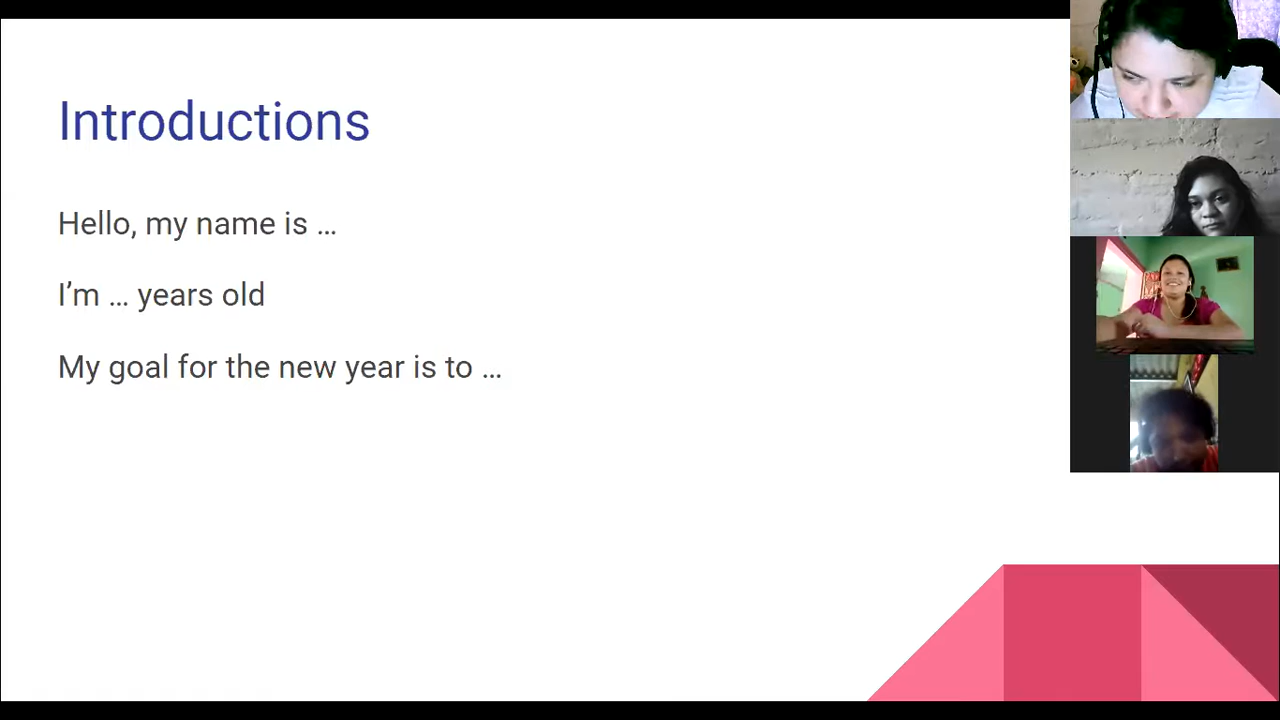 Introductions
Hello, my name is …
I’m … years old
My goal for the new year is to …